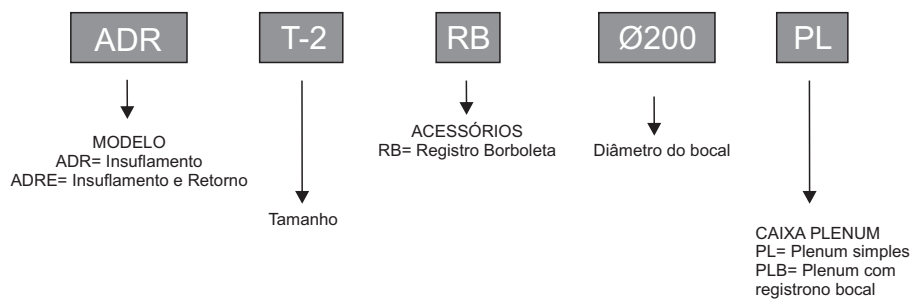 ADR
T-2
RB
Ø200
PL
MODELO
ADR= Insuflamento
ADRE= Insuflamento e Retorno
Tamanho
ACESSÓRIOS
RB= Registro Borboleta
Diâmetro do bocal
CAIXA PLENUM
PL= Plenum simples
PLB= Plenum com
registrono bocal